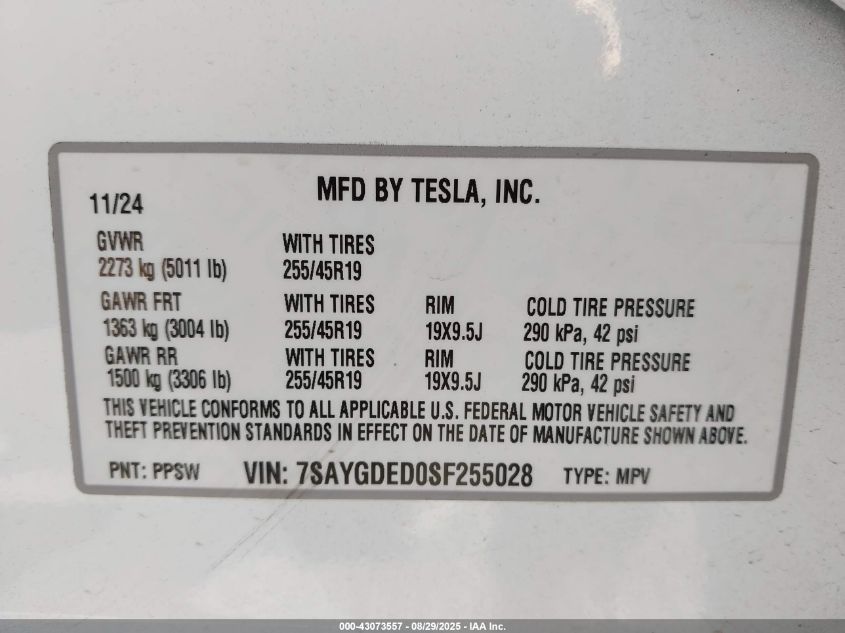 MFD BY TESLA, INC.
11/24
GVWR WITH TIRES
2273 kg (5011 lb) 255/45R19
GAWR FRT WITH TIRES RIM COLD TIRE PRESSURE
1363 kg (3004 lb) 255/45R19 19X9.5J 290 kPa, 42 psi
GAWR RR WITH TIRES RIM COLD TIRE PRESSURE
1500 kg (3306 lb) 255/45R19 19X9.5J 290 kPa, 42 psi
THIS VEHICLE CONFORMS TO ALL APPLICABLE U.S. FEDERAL MOTOR VEHICLE SAFETY AND
THEFT PREVENTION STANDARDS IN EFFECT ON THE DATE OF MANUFACTURE SHOWN ABOVE.
PNT: PPSW VIN: 7SAYGDED0SF255028 TYPE: MPV
000-43073557 - 08/29/2025 - IAA Inc.